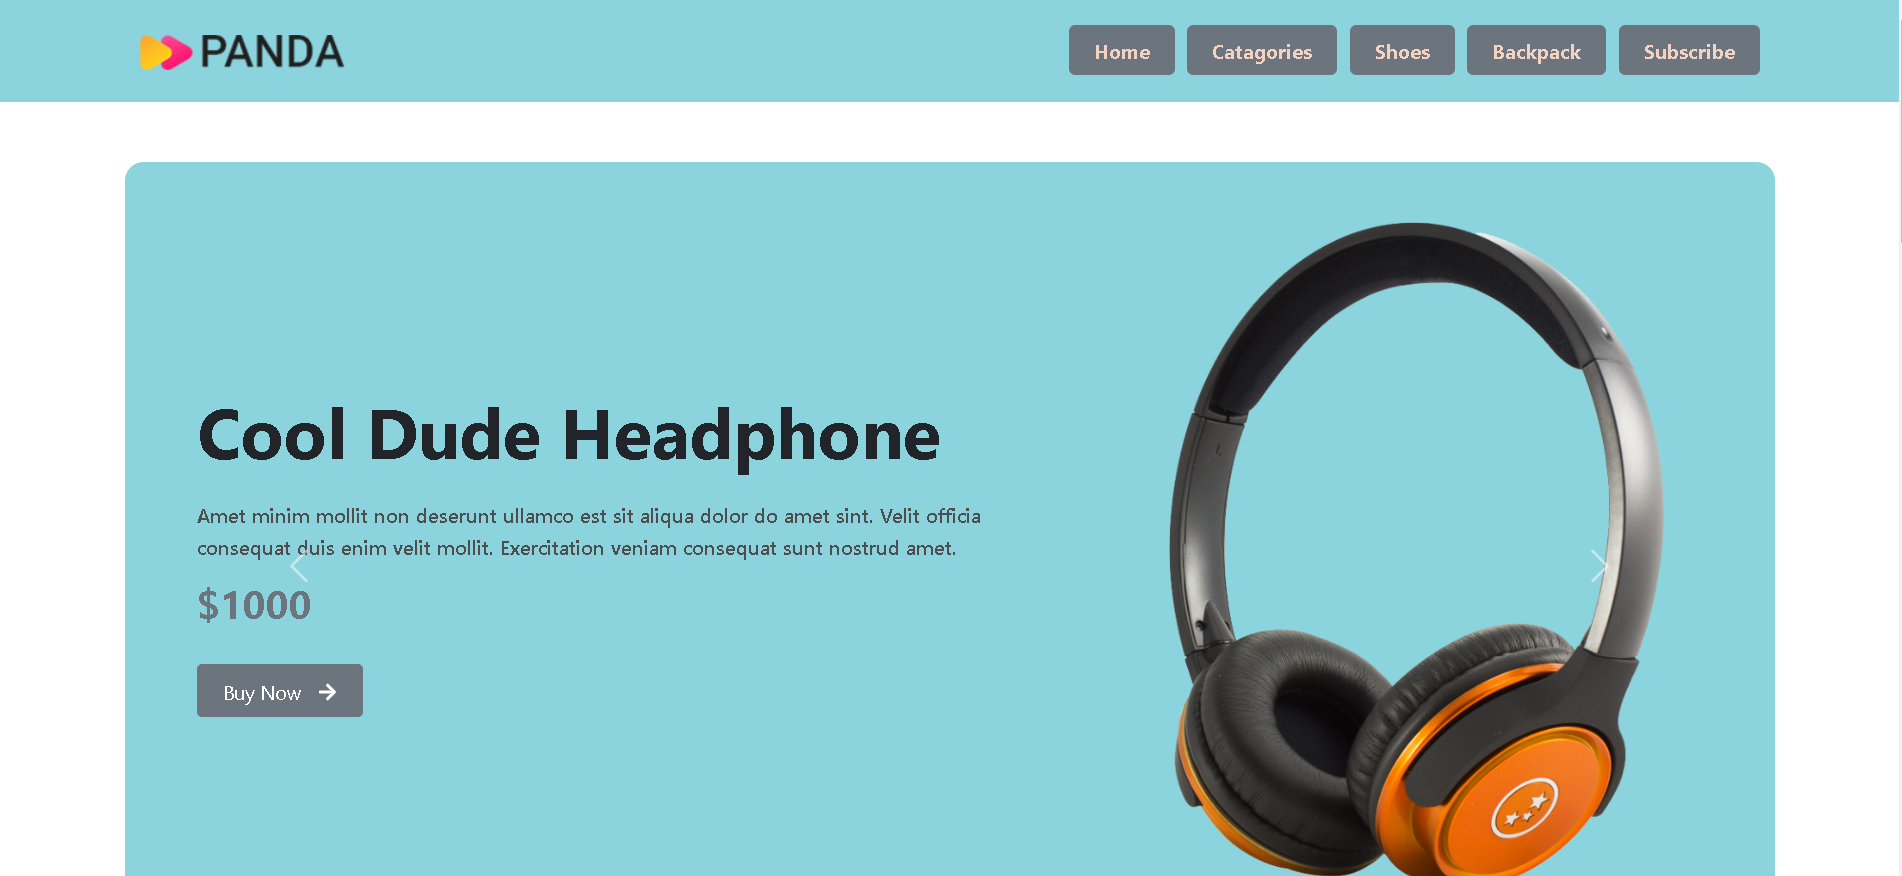 PANDA
Home
Catagories
Shoes
Backpack
Subscribe
Cool Dude Headphone
Amet minim mollit non deserunt ullamco est sit aliqua dolor do amet sint. Velit officia
consequat duis enim velit mollit. Exercitation veniam consequat sunt nostrud amet.
$1000
Buy Now
L